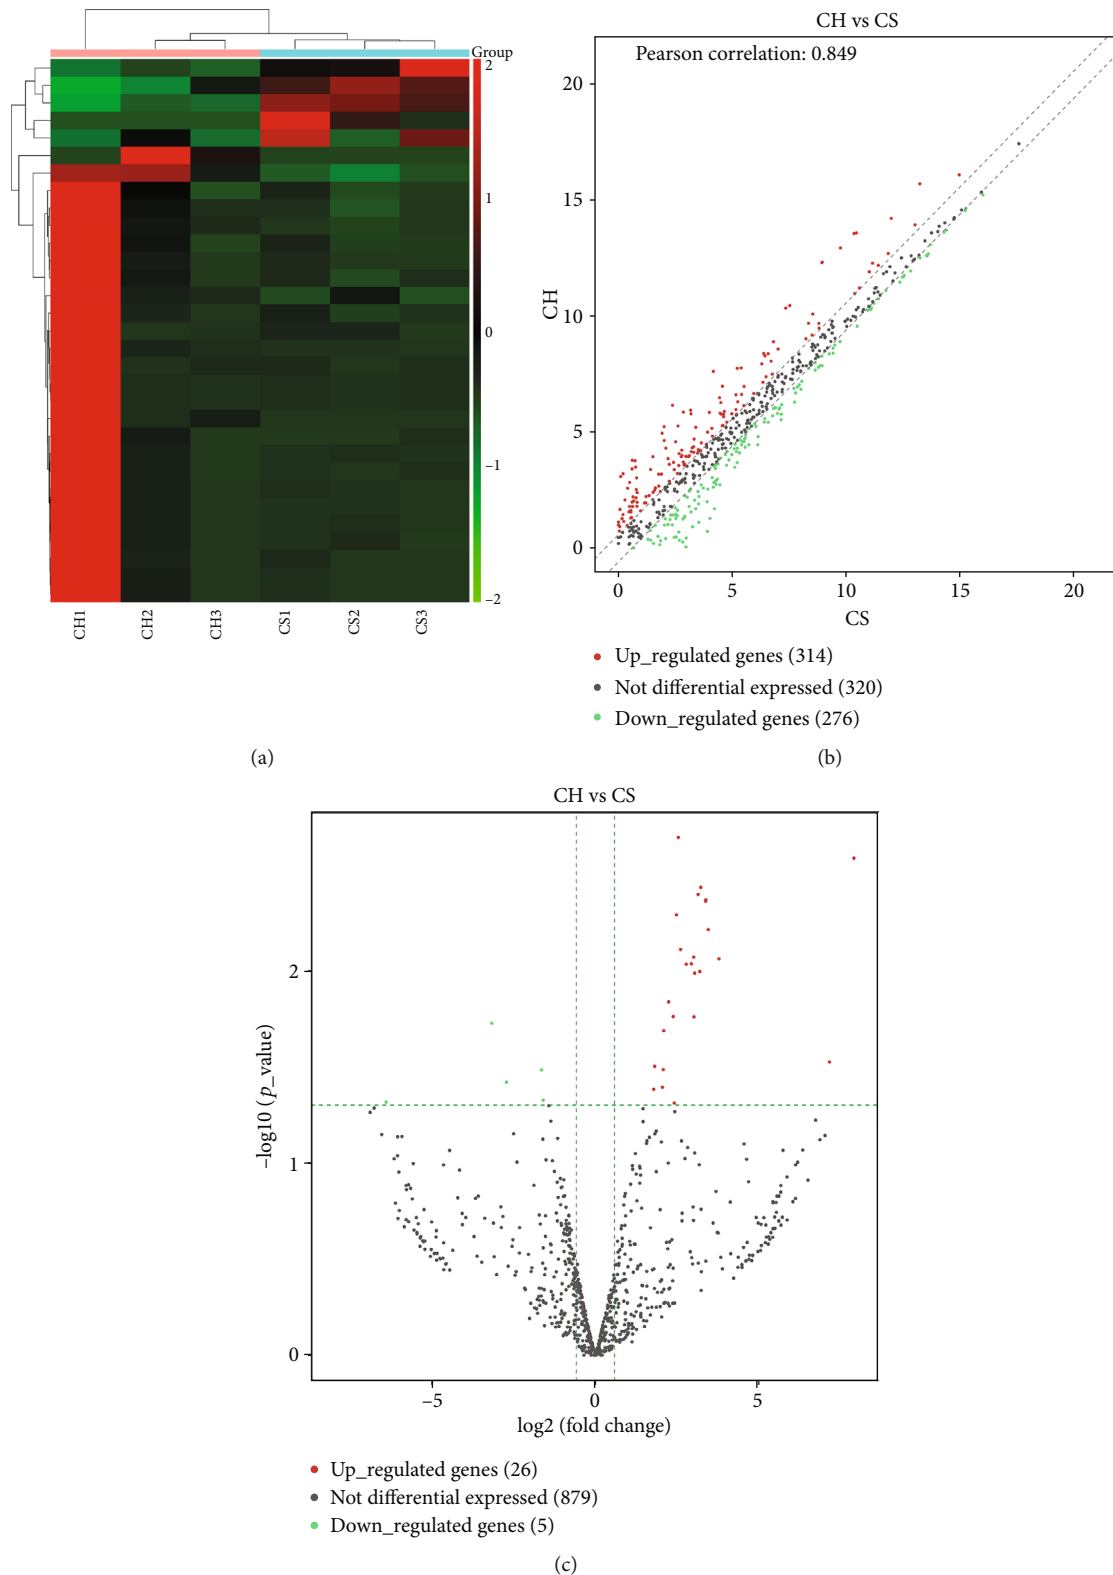 Group
2
1
0
−1
−2
CH1
CH2
CH3
CS1
CS2
CS3
(a)
CH vs CS
Pearson correlation: 0.849
20
15
10
5
0
CH
0
5
10
15
20
CS
Up_regulated genes (314)
Not differential expressed (320)
Down_regulated genes (276)
(b)
CH vs CS
2
1
0
−log10 (p_value)
−5
0
5
log2 (fold change)
Up_regulated genes (26)
Not differential expressed (879)
Down_regulated genes (5)
(c)